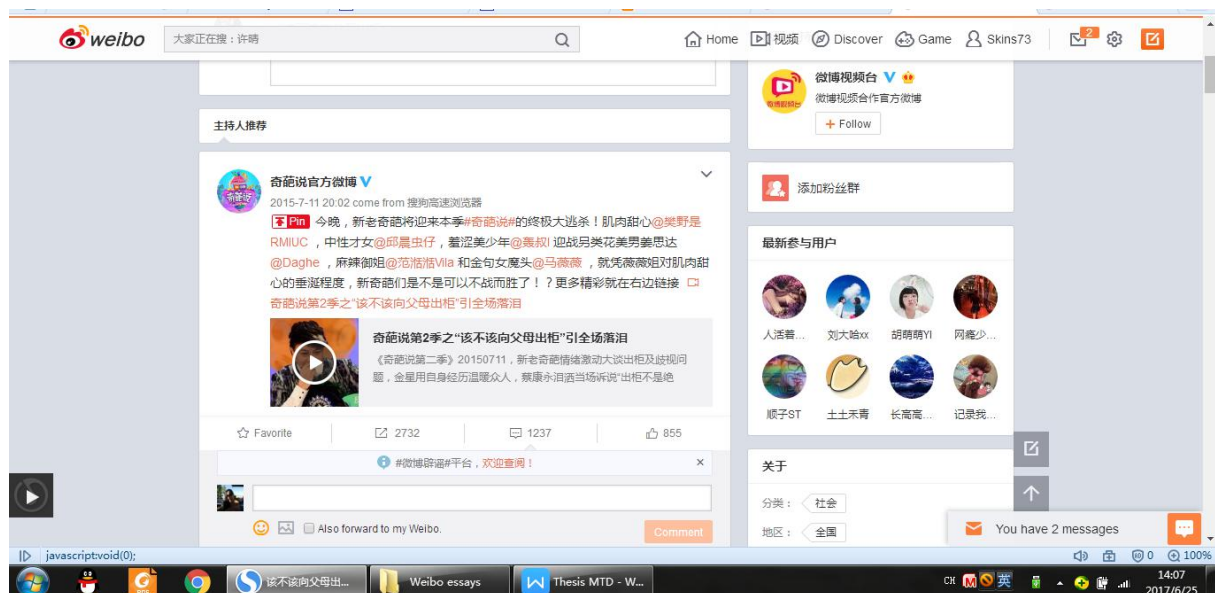 weibo
大家正在搜：许晴
Home 视频 Discover Game Skins73 2
主持人推荐
奇葩说官方微博 V
2015-7-11 20:02 come from 搜狗高速浏览器
Pin 今晚，新老奇葩将迎来本季#奇葩说#的终极大逃杀！肌肉甜心@樊野是
RMIUC ，中性才女@邱晨虫仔，羞涩美少年@轰叔I 迎战另类花美男姜思达
@Daghe ，麻辣御姐@范湉湉Vila 和金句女魔头@马薇薇 ，就凭薇薇姐对肌肉甜
心的垂涎程度，新奇葩们是不是可以不战而胜了！？更多精彩就在右边链接
奇葩说第2季之“该不该向父母出柜”引全场落泪
奇葩说第2季之“该不该向父母出柜”引全场落泪
《奇葩说第二季》20150711，新老奇葩情绪激动大谈出柜及歧视问
题，金星用自身经历温暖众人，蔡康永泪洒当场诉说“出柜不是绝
Favorite 2732 1237 855
#微博辟谣#平台，欢迎查阅！ ×
Also forward to my Weibo.
Comment
微博视频台 V
微博视频合作官方微博
+ Follow
添加粉丝群
最新参与用户
人活着... 刘大哈xx 胡萌萌YI 网瘾少...
顺子ST 土土禾青 长高高... 记录我...
关于
分类： 社会
地区： 全国
You have 2 messages
javascript:void(0);
0 100%
该不该向父母出...
Weibo essays
Thesis MTD - W...
CH 英
14:07
2017/6/25